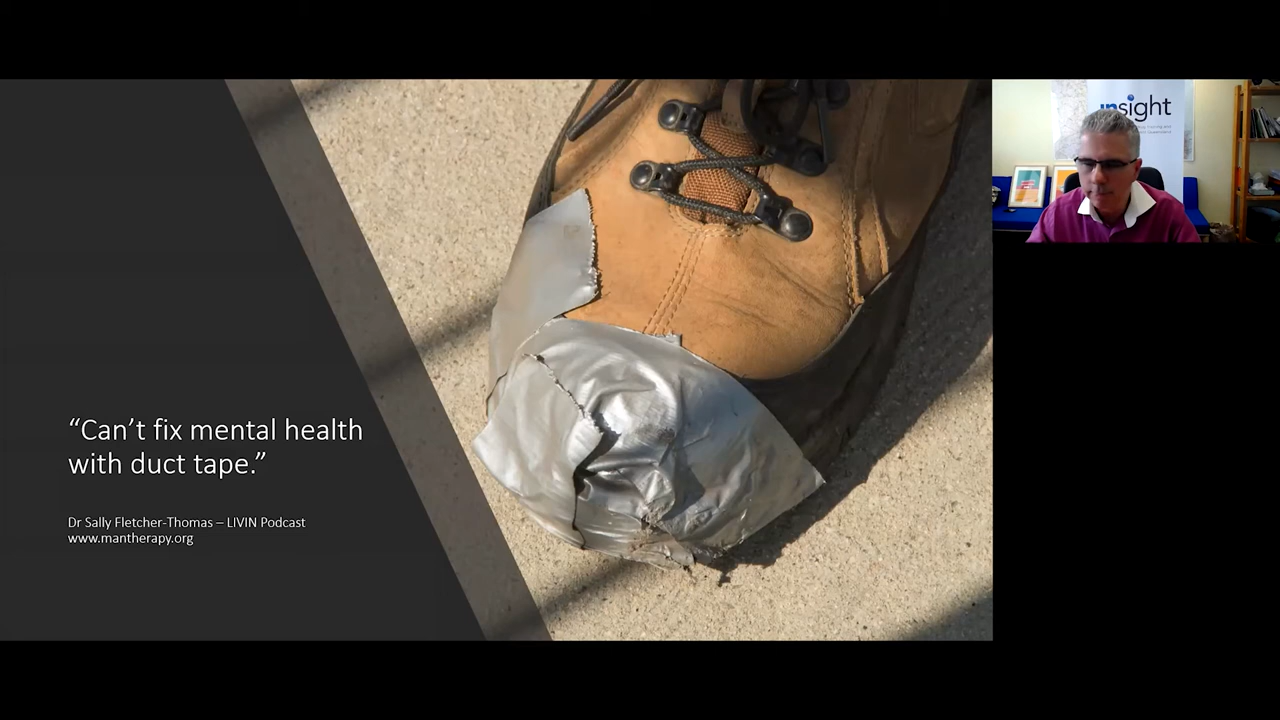 “Can’t fix mental health
with duct tape.”
Dr Sally Fletcher-Thomas – LIVIN Podcast
www.mantherapy.org
insight